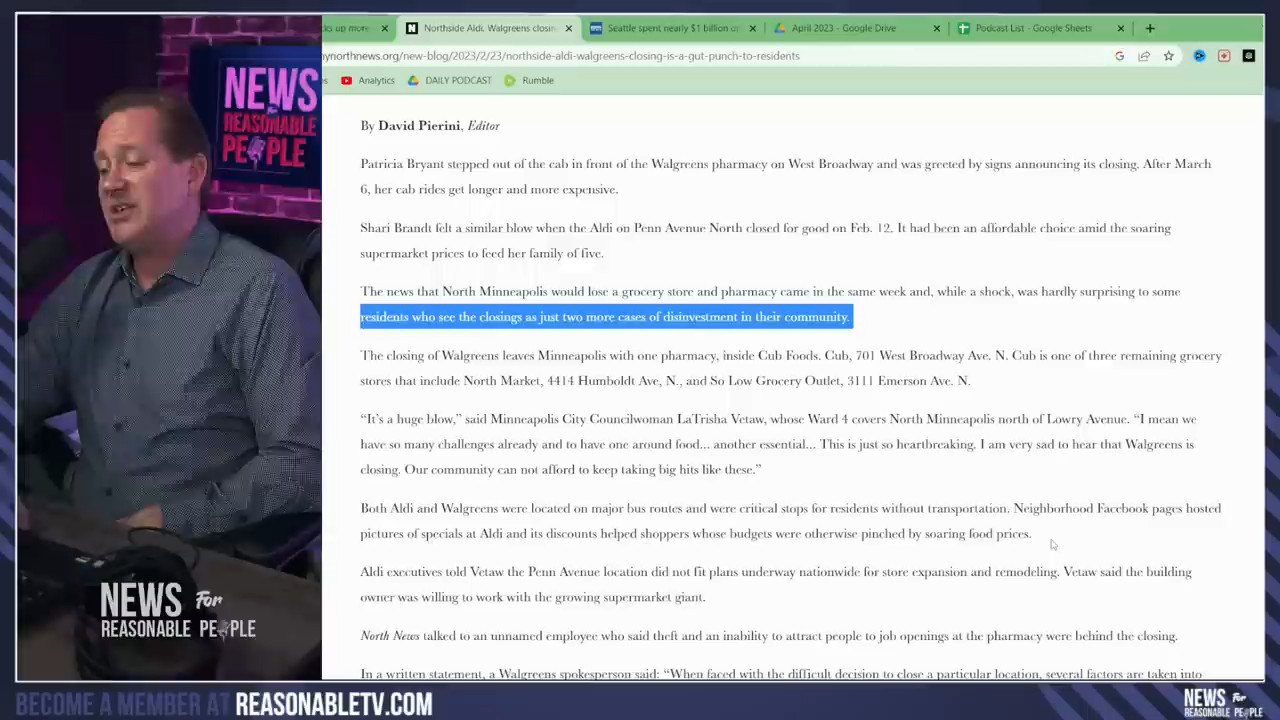 NEWS
For
REASONABLE
PEOPLE
up more
Northside Aldi, Walgreens closin
Seattle spent nearly $1 billion o
April 2023 - Google Drive
Podcast List - Google Sheets
ynorthnews.org/new-blog/2023/2/23/northside-aldi-walgreens-closing-is-a-gut-punch-to-residents
Analytics
DAILY PODCAST
Rumble
By David Pierini, Editor
Patricia Bryant stepped out of the cab in front of the Walgreens pharmacy on West Broadway and was greeted by signs announcing its closing. After March
6, her cab rides get longer and more expensive.
Shari Brandt felt a similar blow when the Aldi on Penn Avenue North closed for good on Feb. 12. It had been an affordable choice amid the soaring
supermarket prices to feed her family of five.
The news that North Minneapolis would lose a grocery store and pharmacy came in the same week and, while a shock, was hardly surprising to some
residents who see the closings as just two more cases of disinvestment in their community.
The closing of Walgreens leaves Minneapolis with one pharmacy, inside Cub Foods. Cub, 701 West Broadway Ave. N. Cub is one of three remaining grocery
stores that include North Market, 4414 Humboldt Ave, N., and So Low Grocery Outlet, 3111 Emerson Ave. N.
“It’s a huge blow,” said Minneapolis City Councilwoman LaTrisha Vetaw, whose Ward 4 covers North Minneapolis north of Lowry Avenue. “I mean we
have so many challenges already and to have one around food... another essential... This is just so heartbreaking. I am very sad to hear that Walgreens is
closing. Our community can not afford to keep taking big hits like these.”
Both Aldi and Walgreens were located on major bus routes and were critical stops for residents without transportation. Neighborhood Facebook pages hosted
pictures of specials at Aldi and its discounts helped shoppers whose budgets were otherwise pinched by soaring food prices.
Aldi executives told Vetaw the Penn Avenue location did not fit plans underway nationwide for store expansion and remodeling. Vetaw said the building
owner was willing to work with the growing supermarket giant.
North News talked to an unnamed employee who said theft and an inability to attract people to job openings at the pharmacy were behind the closing.
In a written statement, a Walgreens spokesperson said: “When faced with the difficult decision to close a particular location, several factors are taken into
NEWS For
REASONABLE PEOPLE
BECOME A MEMBER AT REASONABLETV.COM
NEWS For
REASONABLE PEOPLE